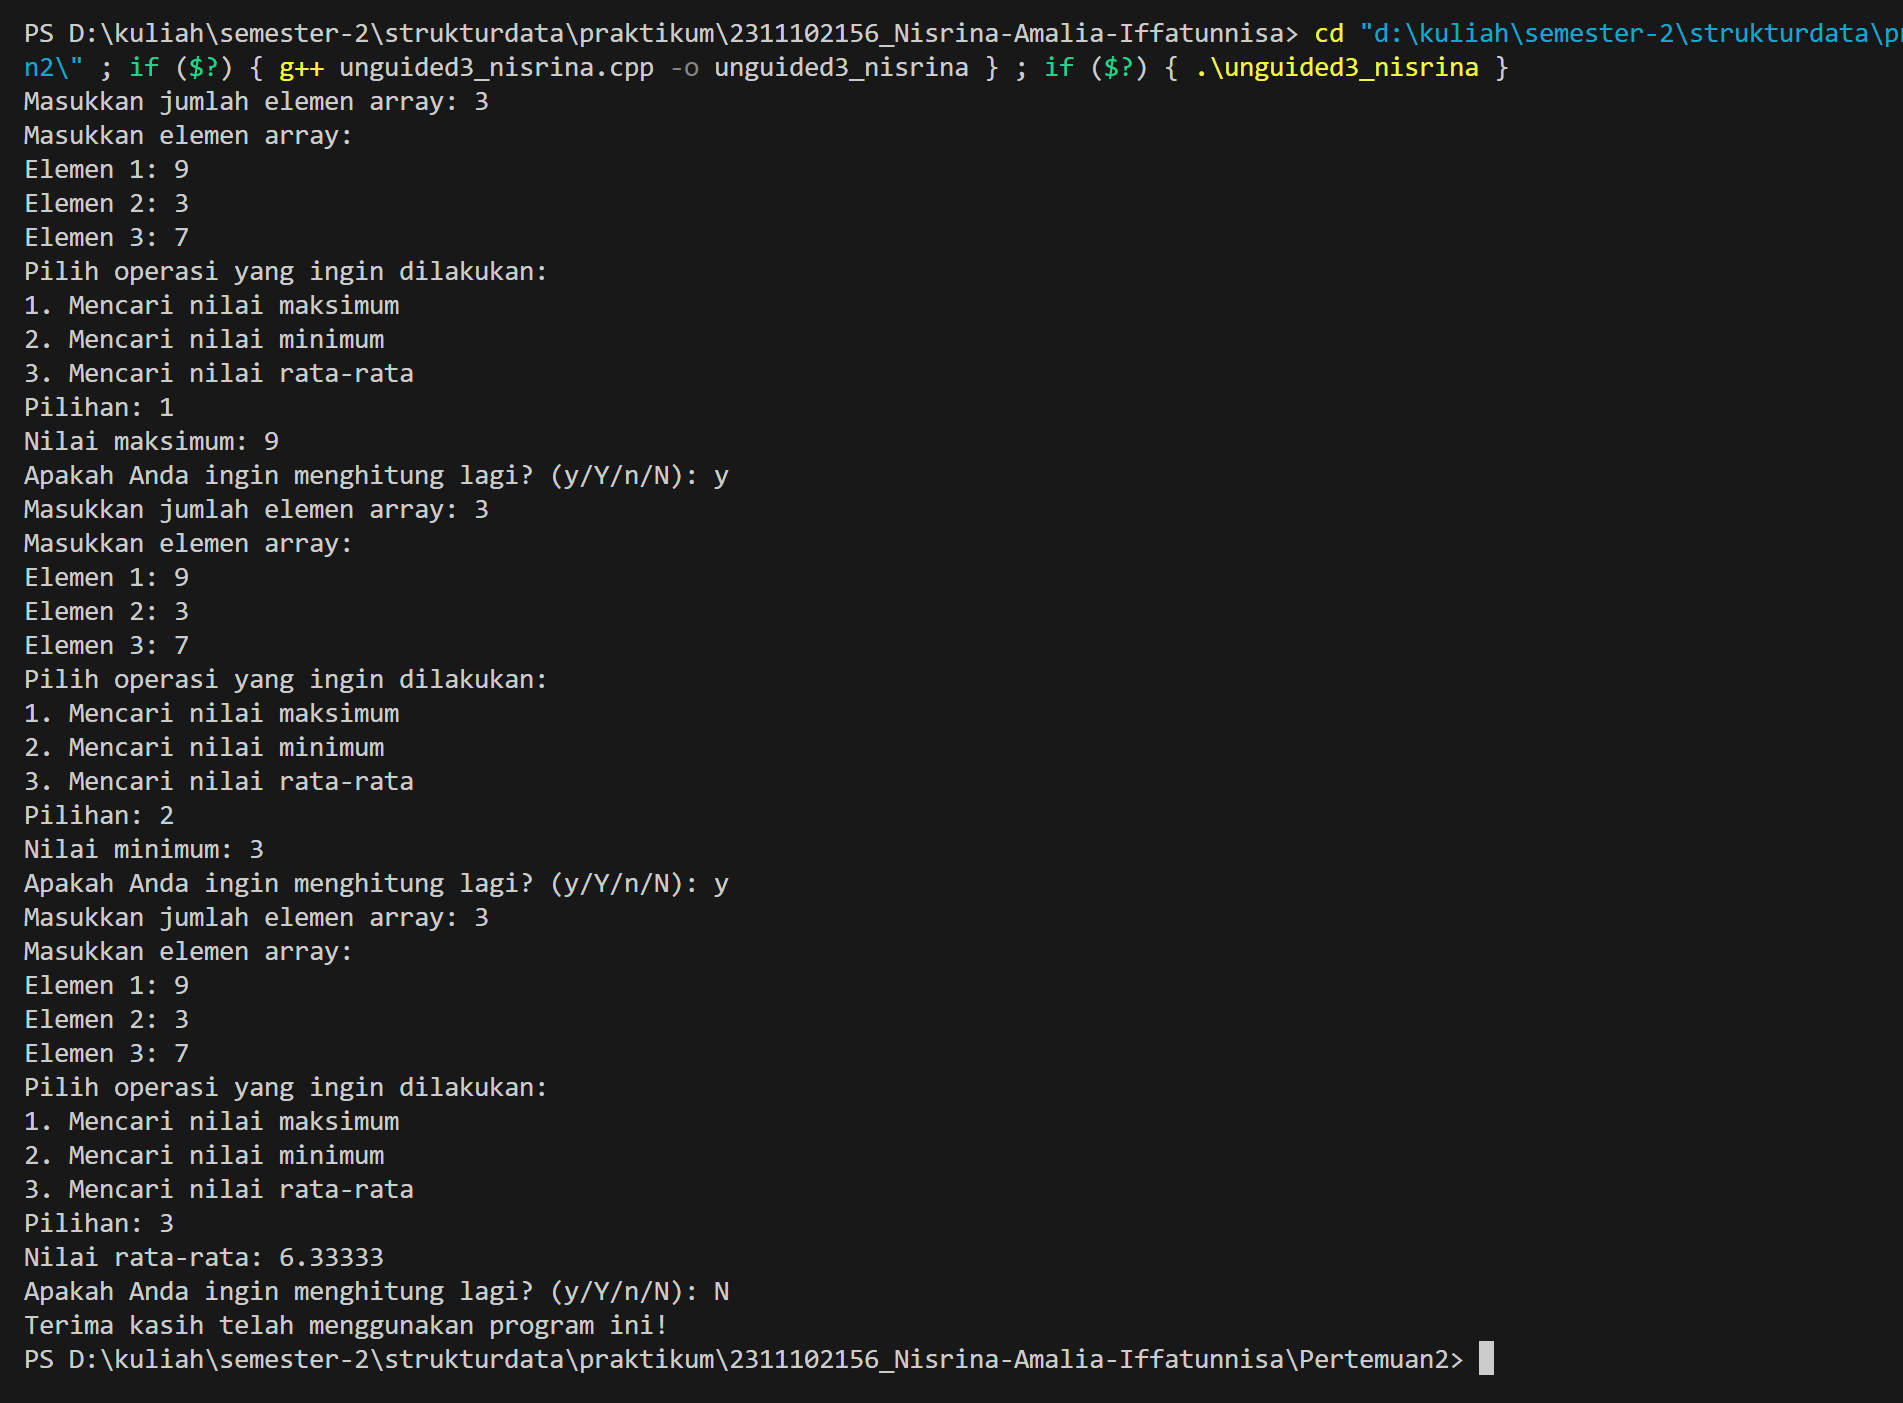 PS D:\kuliah\semester-2\strukturdata\praktikum\2311102156_Nisrina-Amalia-Iffatunnisa> cd "d:\kuliah\semester-2\strukturdata\pr
n2\" ; if ($?) { g++ unguided3_nisrina.cpp -o unguided3_nisrina } ; if ($?) { .\unguided3_nisrina }
Masukkan jumlah elemen array: 3
Masukkan elemen array:
Elemen 1: 9
Elemen 2: 3
Elemen 3: 7
Pilih operasi yang ingin dilakukan:
1. Mencari nilai maksimum
2. Mencari nilai minimum
3. Mencari nilai rata-rata
Pilihan: 1
Nilai maksimum: 9
Apakah Anda ingin menghitung lagi? (y/Y/n/N): y
Masukkan jumlah elemen array: 3
Masukkan elemen array:
Elemen 1: 9
Elemen 2: 3
Elemen 3: 7
Pilih operasi yang ingin dilakukan:
1. Mencari nilai maksimum
2. Mencari nilai minimum
3. Mencari nilai rata-rata
Pilihan: 2
Nilai minimum: 3
Apakah Anda ingin menghitung lagi? (y/Y/n/N): y
Masukkan jumlah elemen array: 3
Masukkan elemen array:
Elemen 1: 9
Elemen 2: 3
Elemen 3: 7
Pilih operasi yang ingin dilakukan:
1. Mencari nilai maksimum
2. Mencari nilai minimum
3. Mencari nilai rata-rata
Pilihan: 3
Nilai rata-rata: 6.33333
Apakah Anda ingin menghitung lagi? (y/Y/n/N): N
Terima kasih telah menggunakan program ini!
PS D:\kuliah\semester-2\strukturdata\praktikum\2311102156_Nisrina-Amalia-Iffatunnisa\Pertemuan2>